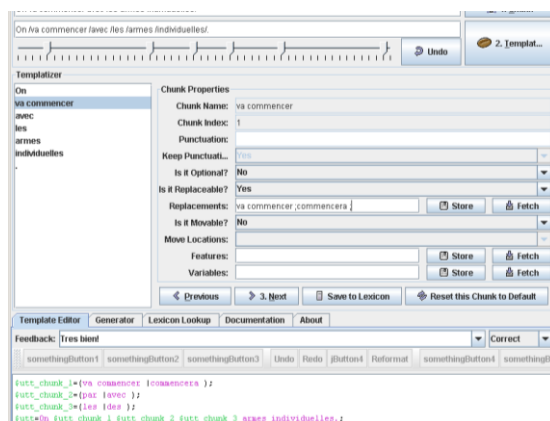 On /va commencer /avec /les /armes /individuelles/.
Undo
2. Templat...
Templatizer
On
va commencer
avec
les
armes
individuelles
.
Chunk Properties
Chunk Name: va commencer
Chunk Index: 1
Punctuation:
Keep Punctuati... Yes
Is it Optional? No
Is it Replaceable? Yes
Replacements: va commencer ;commencera ; Store Fetch
Is it Movable? No
Move Locations:
Features: Store Fetch
Variables: Store Fetch
Previous 3. Next Save to Lexicon Reset this Chunk to Default
Template Editor Generator Lexicon Lookup Documentation About
Feedback: Tres bien! Correct
somethingButton1 somethingButton2 somethingButton3 Undo Redo jButton4 Reformat somethingButton4 somethingB
$utt_chunk_1=(va commencer |commencera );
$utt_chunk_2=(par |avec );
$utt_chunk_3=(les |des );
$utt=On $utt_chunk_1 $utt_chunk_2 $utt_chunk_3 armes individuelles.;